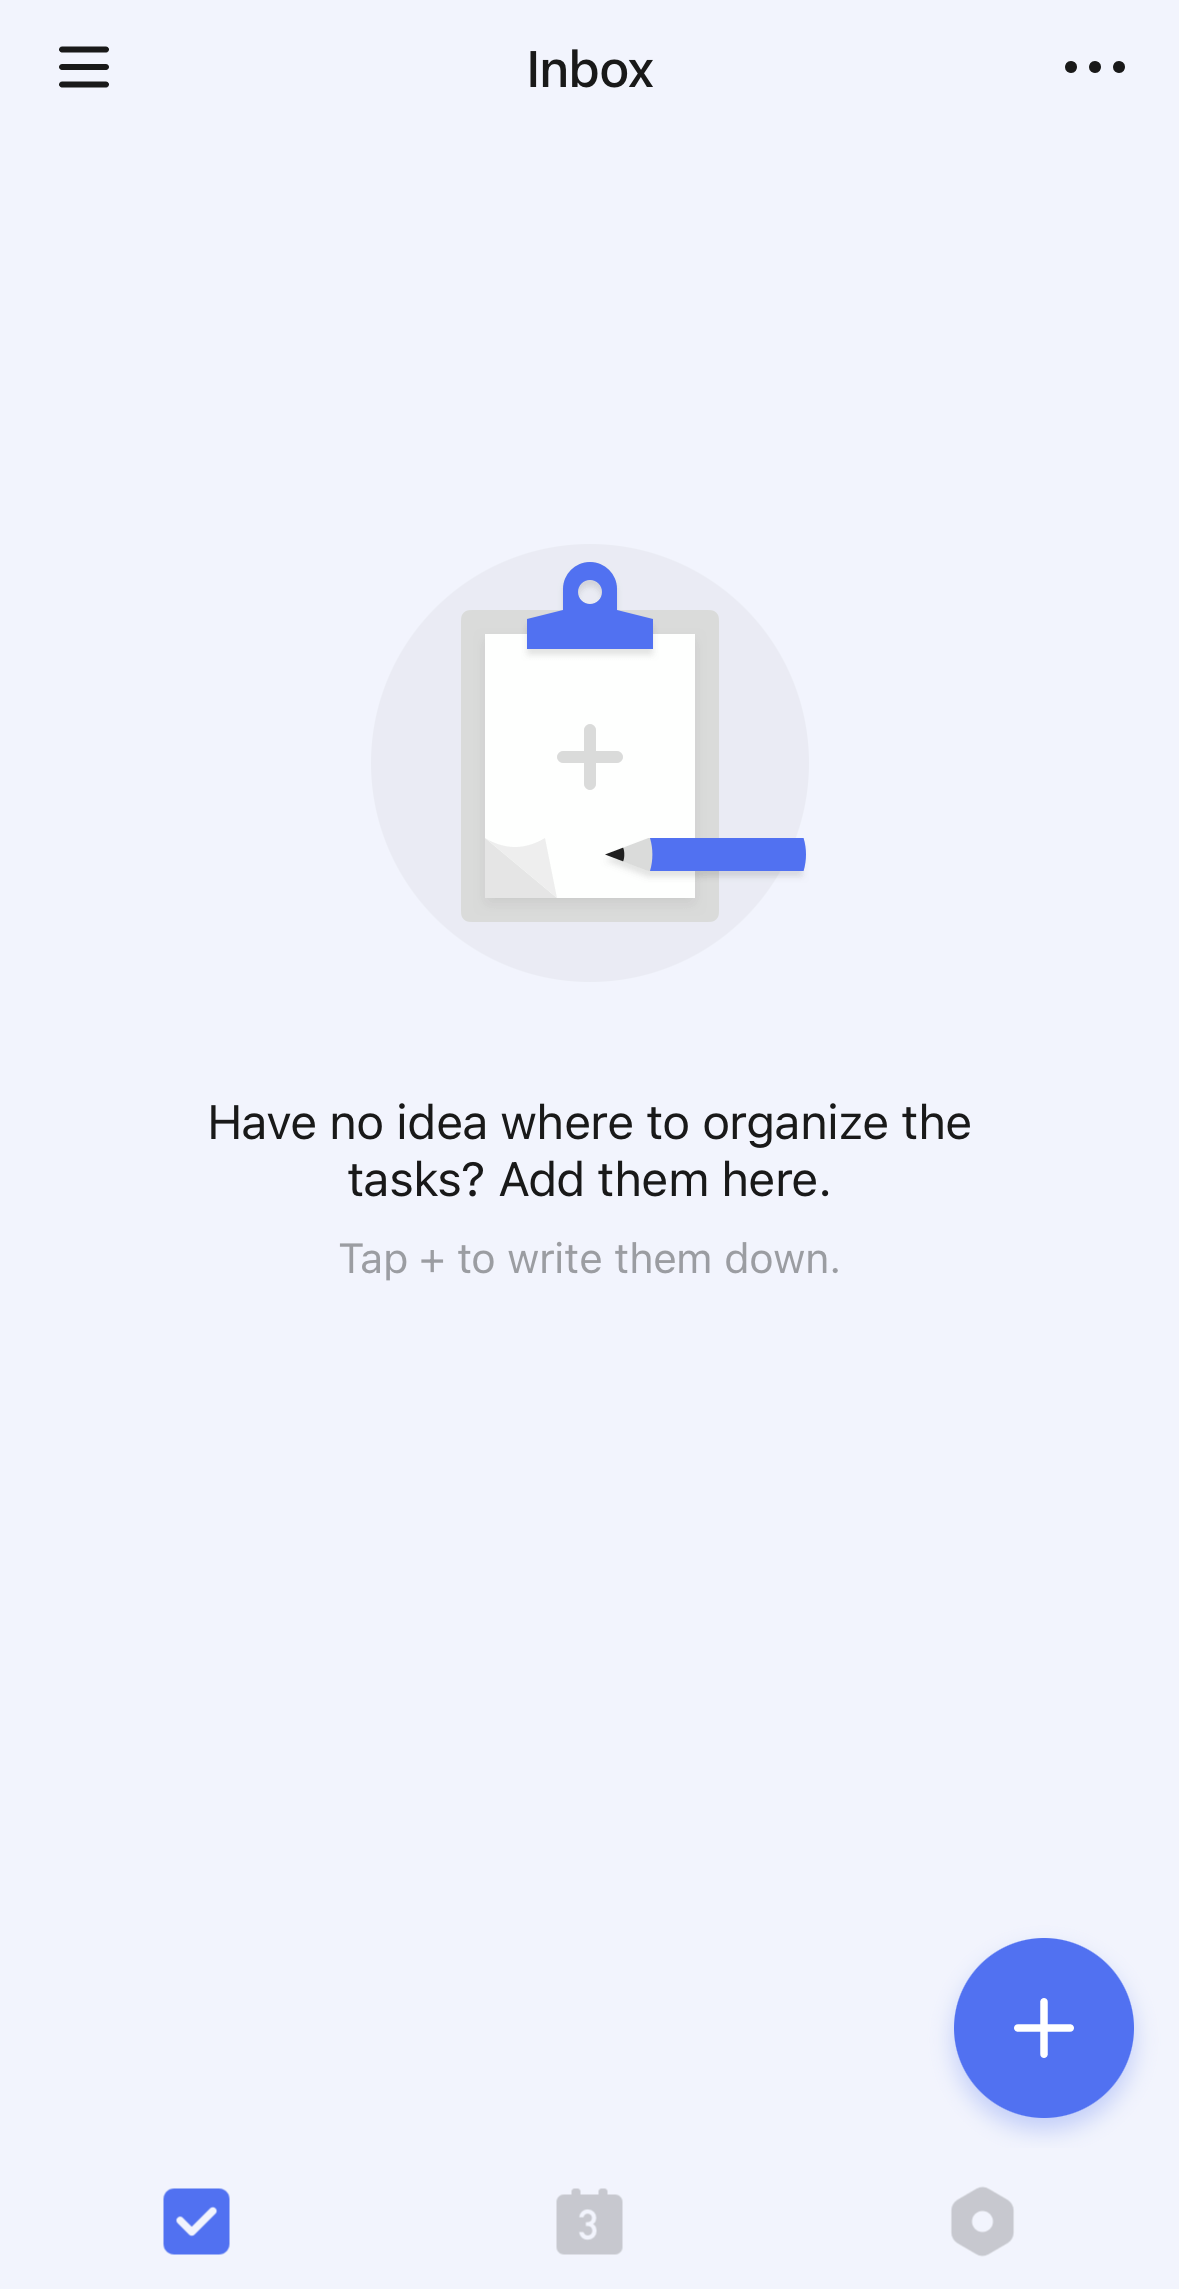 Inbox
Have no idea where to organize the
tasks? Add them here.
Tap + to write them down.
3